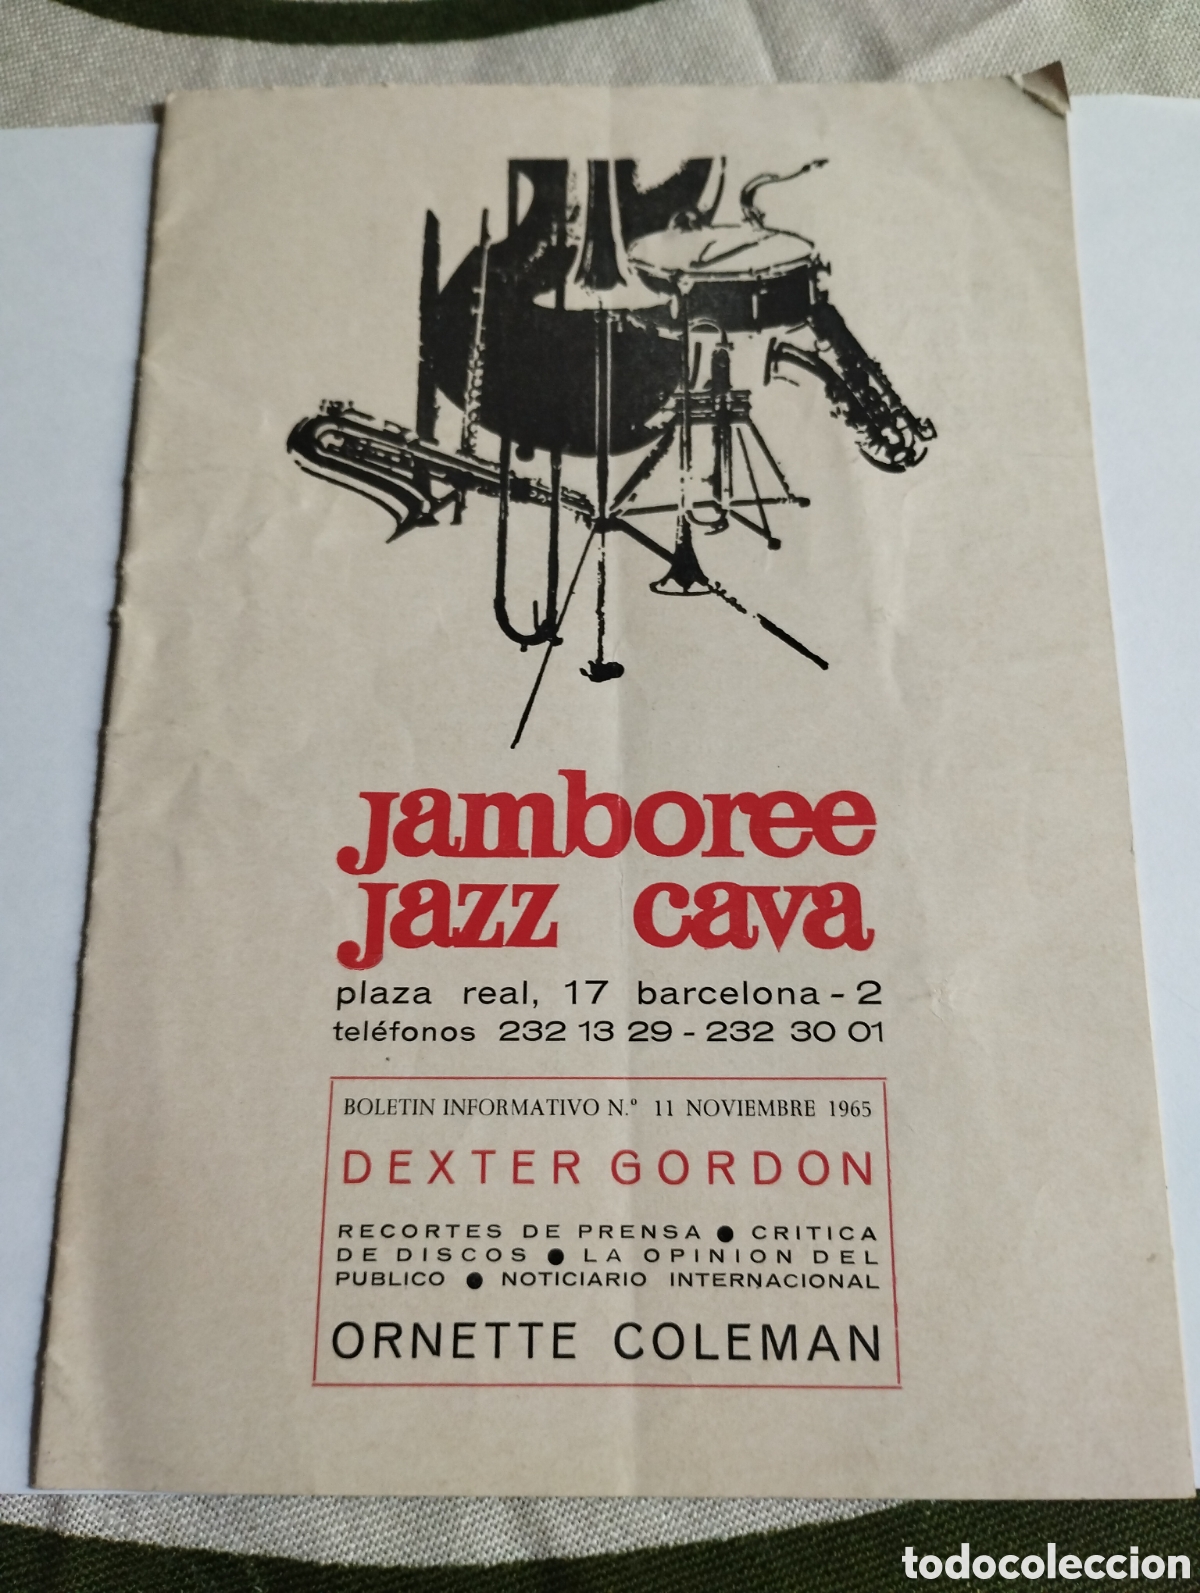 jamboree
jazz cava
plaza real, 17 barcelona - 2
teléfonos 232 13 29 - 232 30 01
BOLETIN INFORMATIVO N.º 11 NOVIEMBRE 1965
DEXTER GORDON
RECORTES DE PRENSA ● CRITICA
DE DISCOS ● LA OPINION DEL
PUBLICO ● NOTICIARIO INTERNACIONAL
ORNETTE COLEMAN
todocoleccion